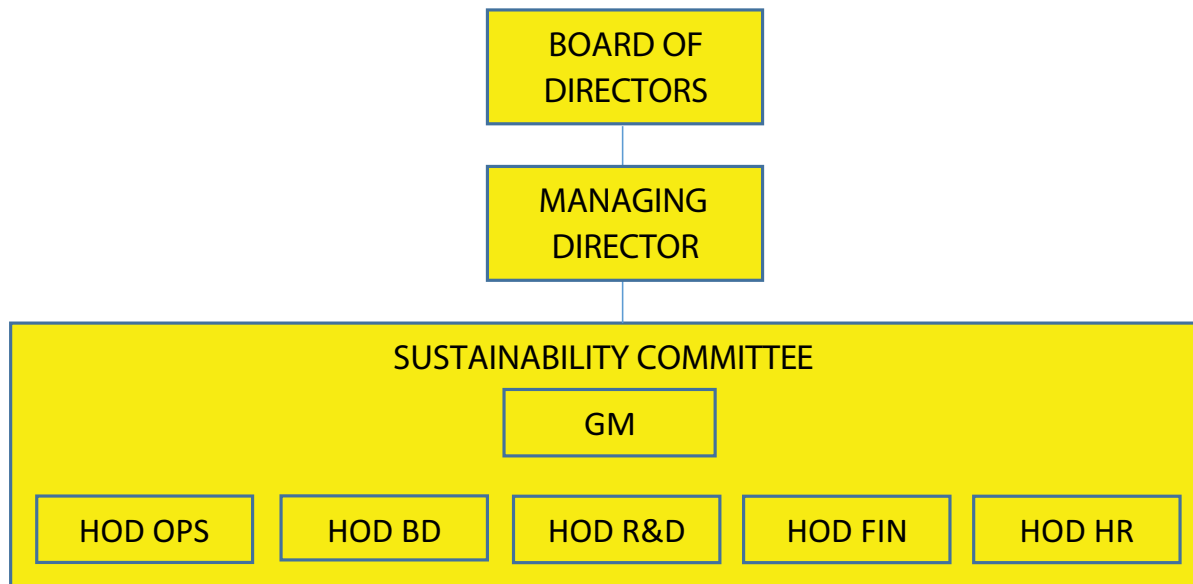 BOARD OF
DIRECTORS
MANAGING
DIRECTOR
SUSTAINABILITY COMMITTEE
GM
HOD OPS
HOD BD
HOD R&D
HOD FIN
HOD HR